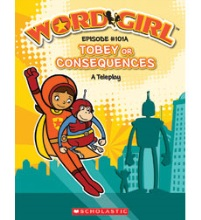 WORDGIRL
EPISODE #101A
TOBEY OR
CONSEQUENCES
A Teleplay
SCHOLASTIC